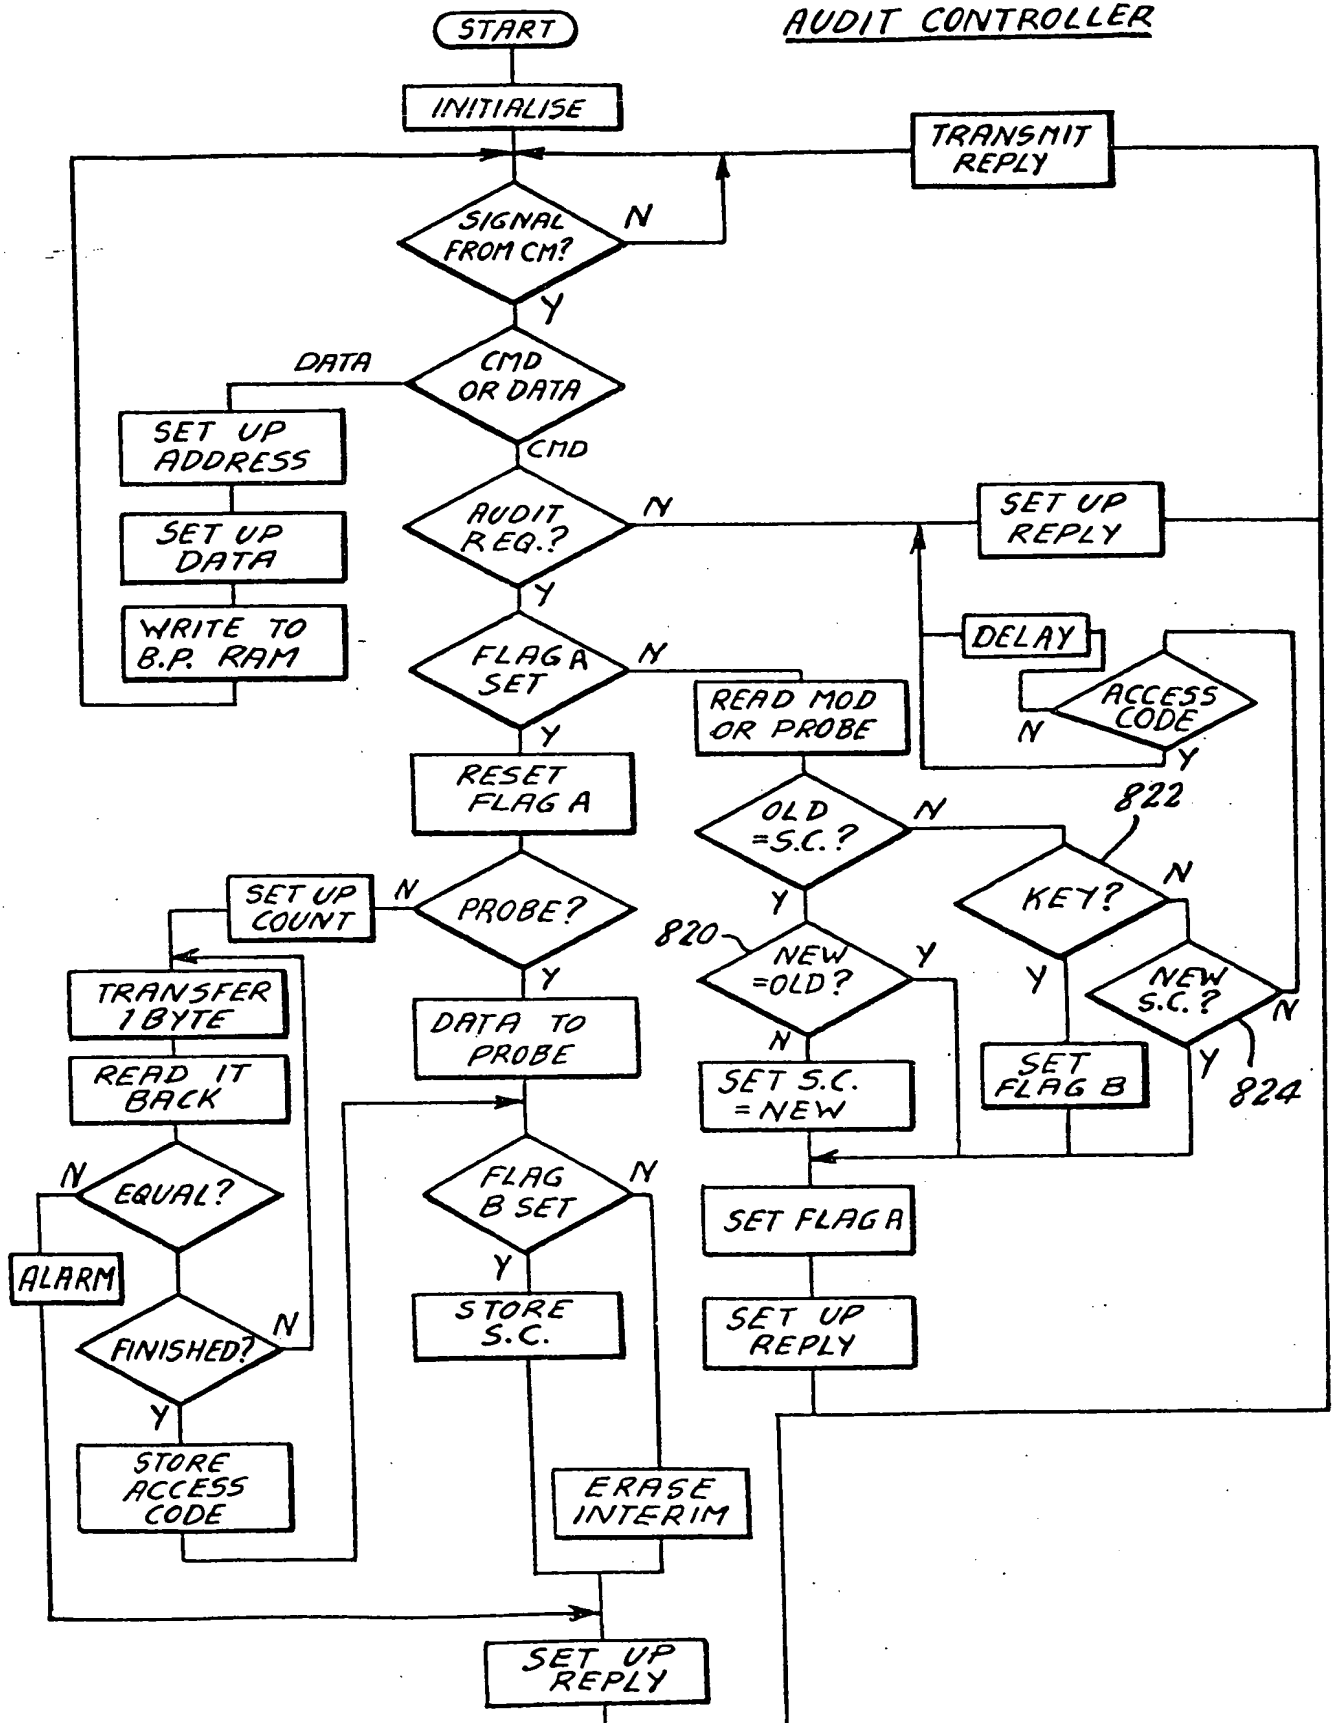 AUDIT CONTROLLER
START
INITIALISE
TRANSMIT
REPLY
SIGNAL
FROM CM?
N
Y
CMD
OR DATA
DATA
CMD
SET UP
ADDRESS
SET UP
DATA
WRITE TO
B.P. RAM
AUDIT
REQ.?
N
Y
SET UP
REPLY
DELAY
ACCESS
CODE
N
Y
FLAG A
SET
N
Y
READ MOD
OR PROBE
RESET
FLAG A
OLD
=S.C.?
N
Y
822
KEY?
N
Y
SET UP
COUNT
N
PROBE?
Y
820
NEW
=OLD?
Y
N
NEW
S.C.?
N
Y
824
TRANSFER
1 BYTE
DATA TO
PROBE
READ IT
BACK
SET S.C.
= NEW
SET
FLAG B
N
EQUAL?
FLAG
B SET
N
Y
SET FLAG A
ALARM
FINISHED?
N
Y
STORE
S.C.
SET UP
REPLY
STORE
ACCESS
CODE
ERASE
INTERIM
SET UP
REPLY